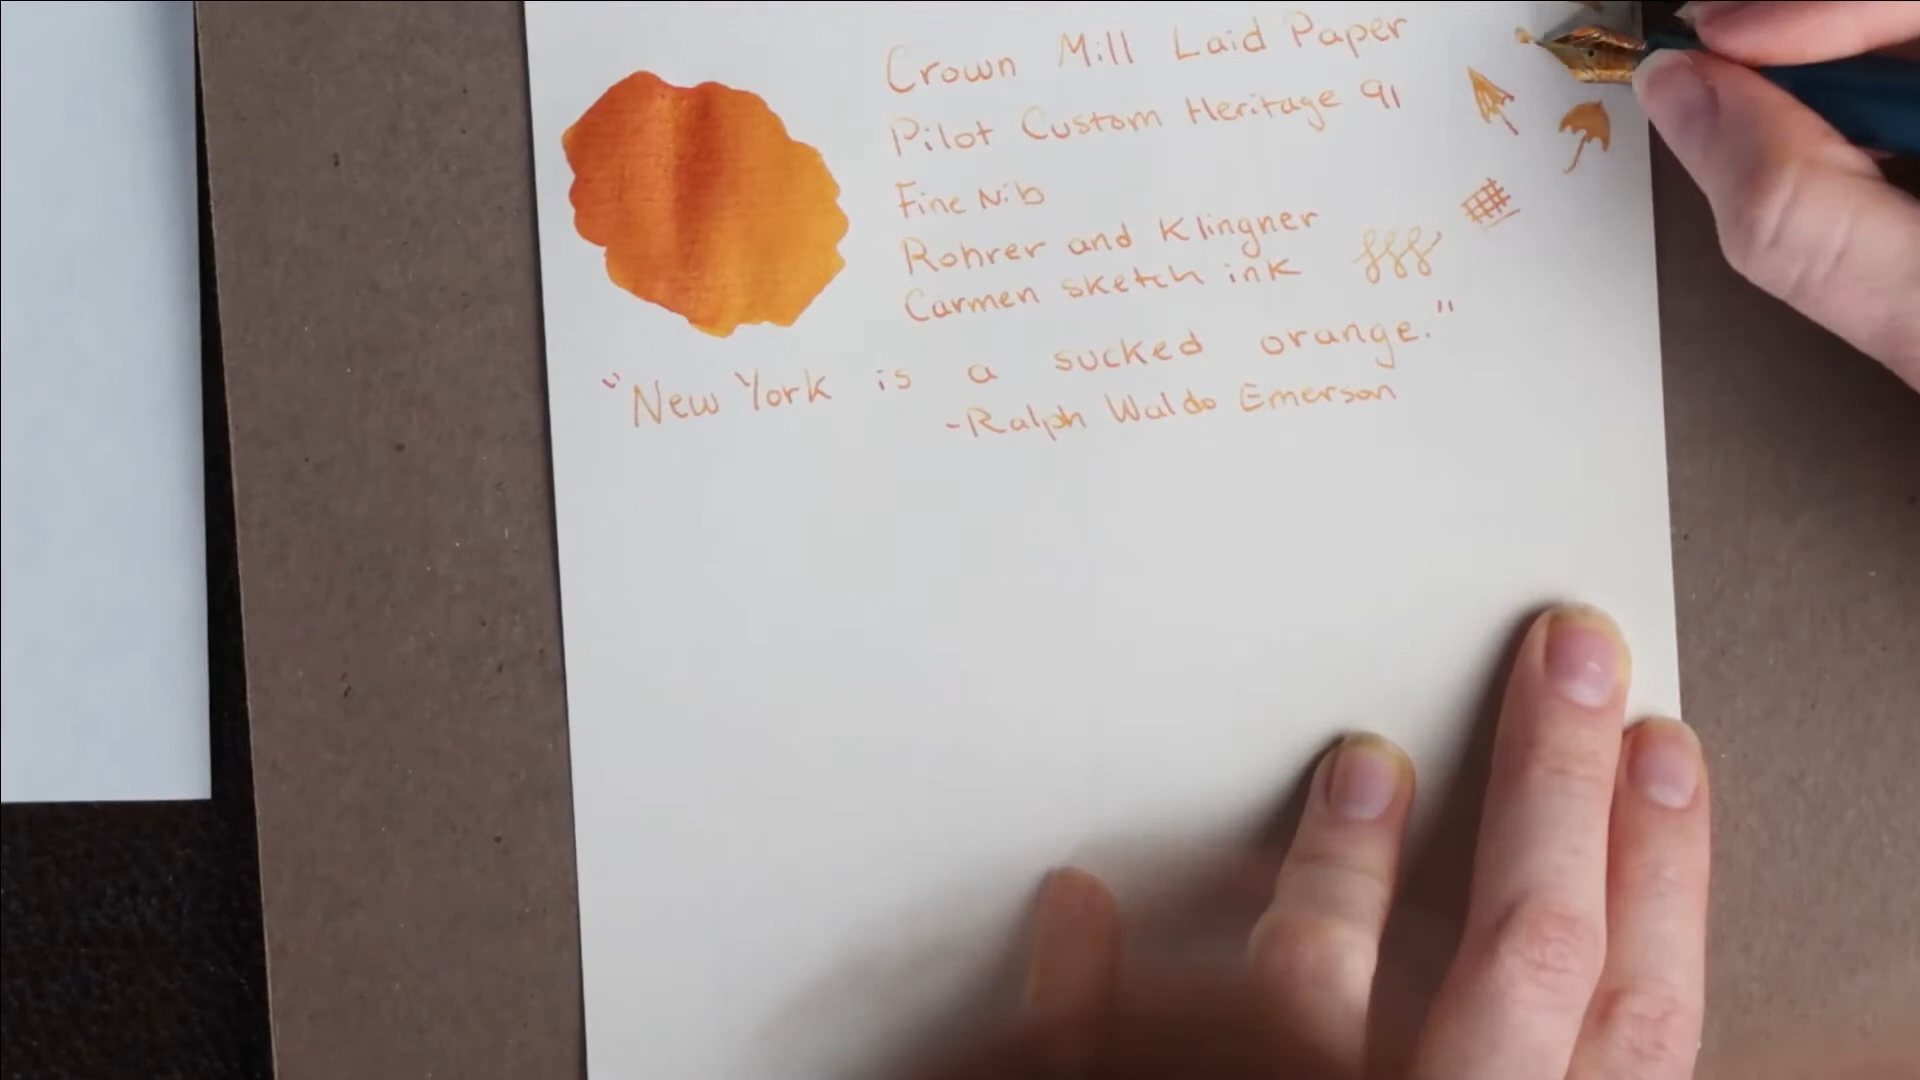 Crown Mill Laid Paper
Pilot Custom Heritage 91
Fine Nib
Rohrer and Klingner
Carmen sketch ink
"New York is a sucked orange."
-Ralph Waldo Emerson